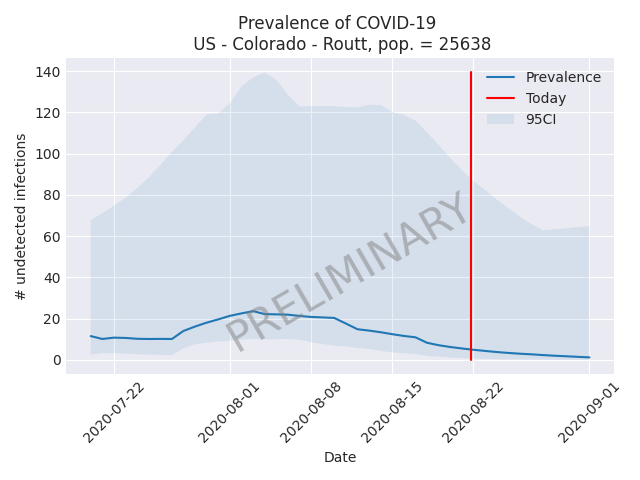 Prevalence of COVID-19
US - Colorado - Routt, pop. = 25638
140
120
100
80
60
40
20
0
# undetected infections
Prevalence
Today
95CI
PRELIMINARY
2020-07-22
2020-08-01
2020-08-08
2020-08-15
2020-08-22
2020-09-01
Date